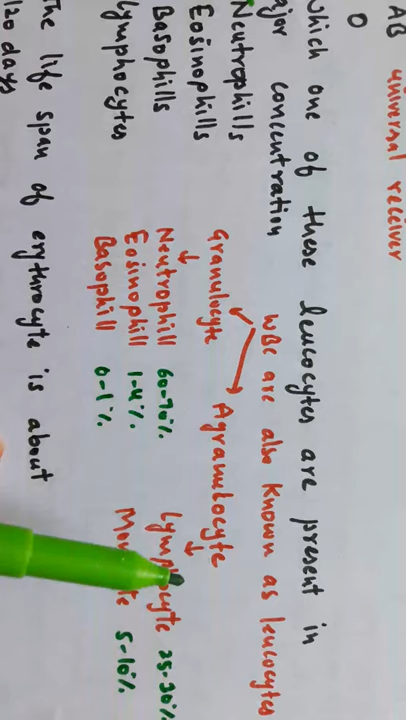 AB universal receiver
O
Which one of these leucocytes are present in
ajor concentration
WBC are also known as leucocytes
Neutrophills
Eosinophills
Basophills
Lymphocytes
Granulocyte
Agranulocyte
Neutrophill 60-70%
Eosinophill 1-4%
Basophill 0-1%
25-30%
5-10%
The life span of erythrocyte is about
120 days